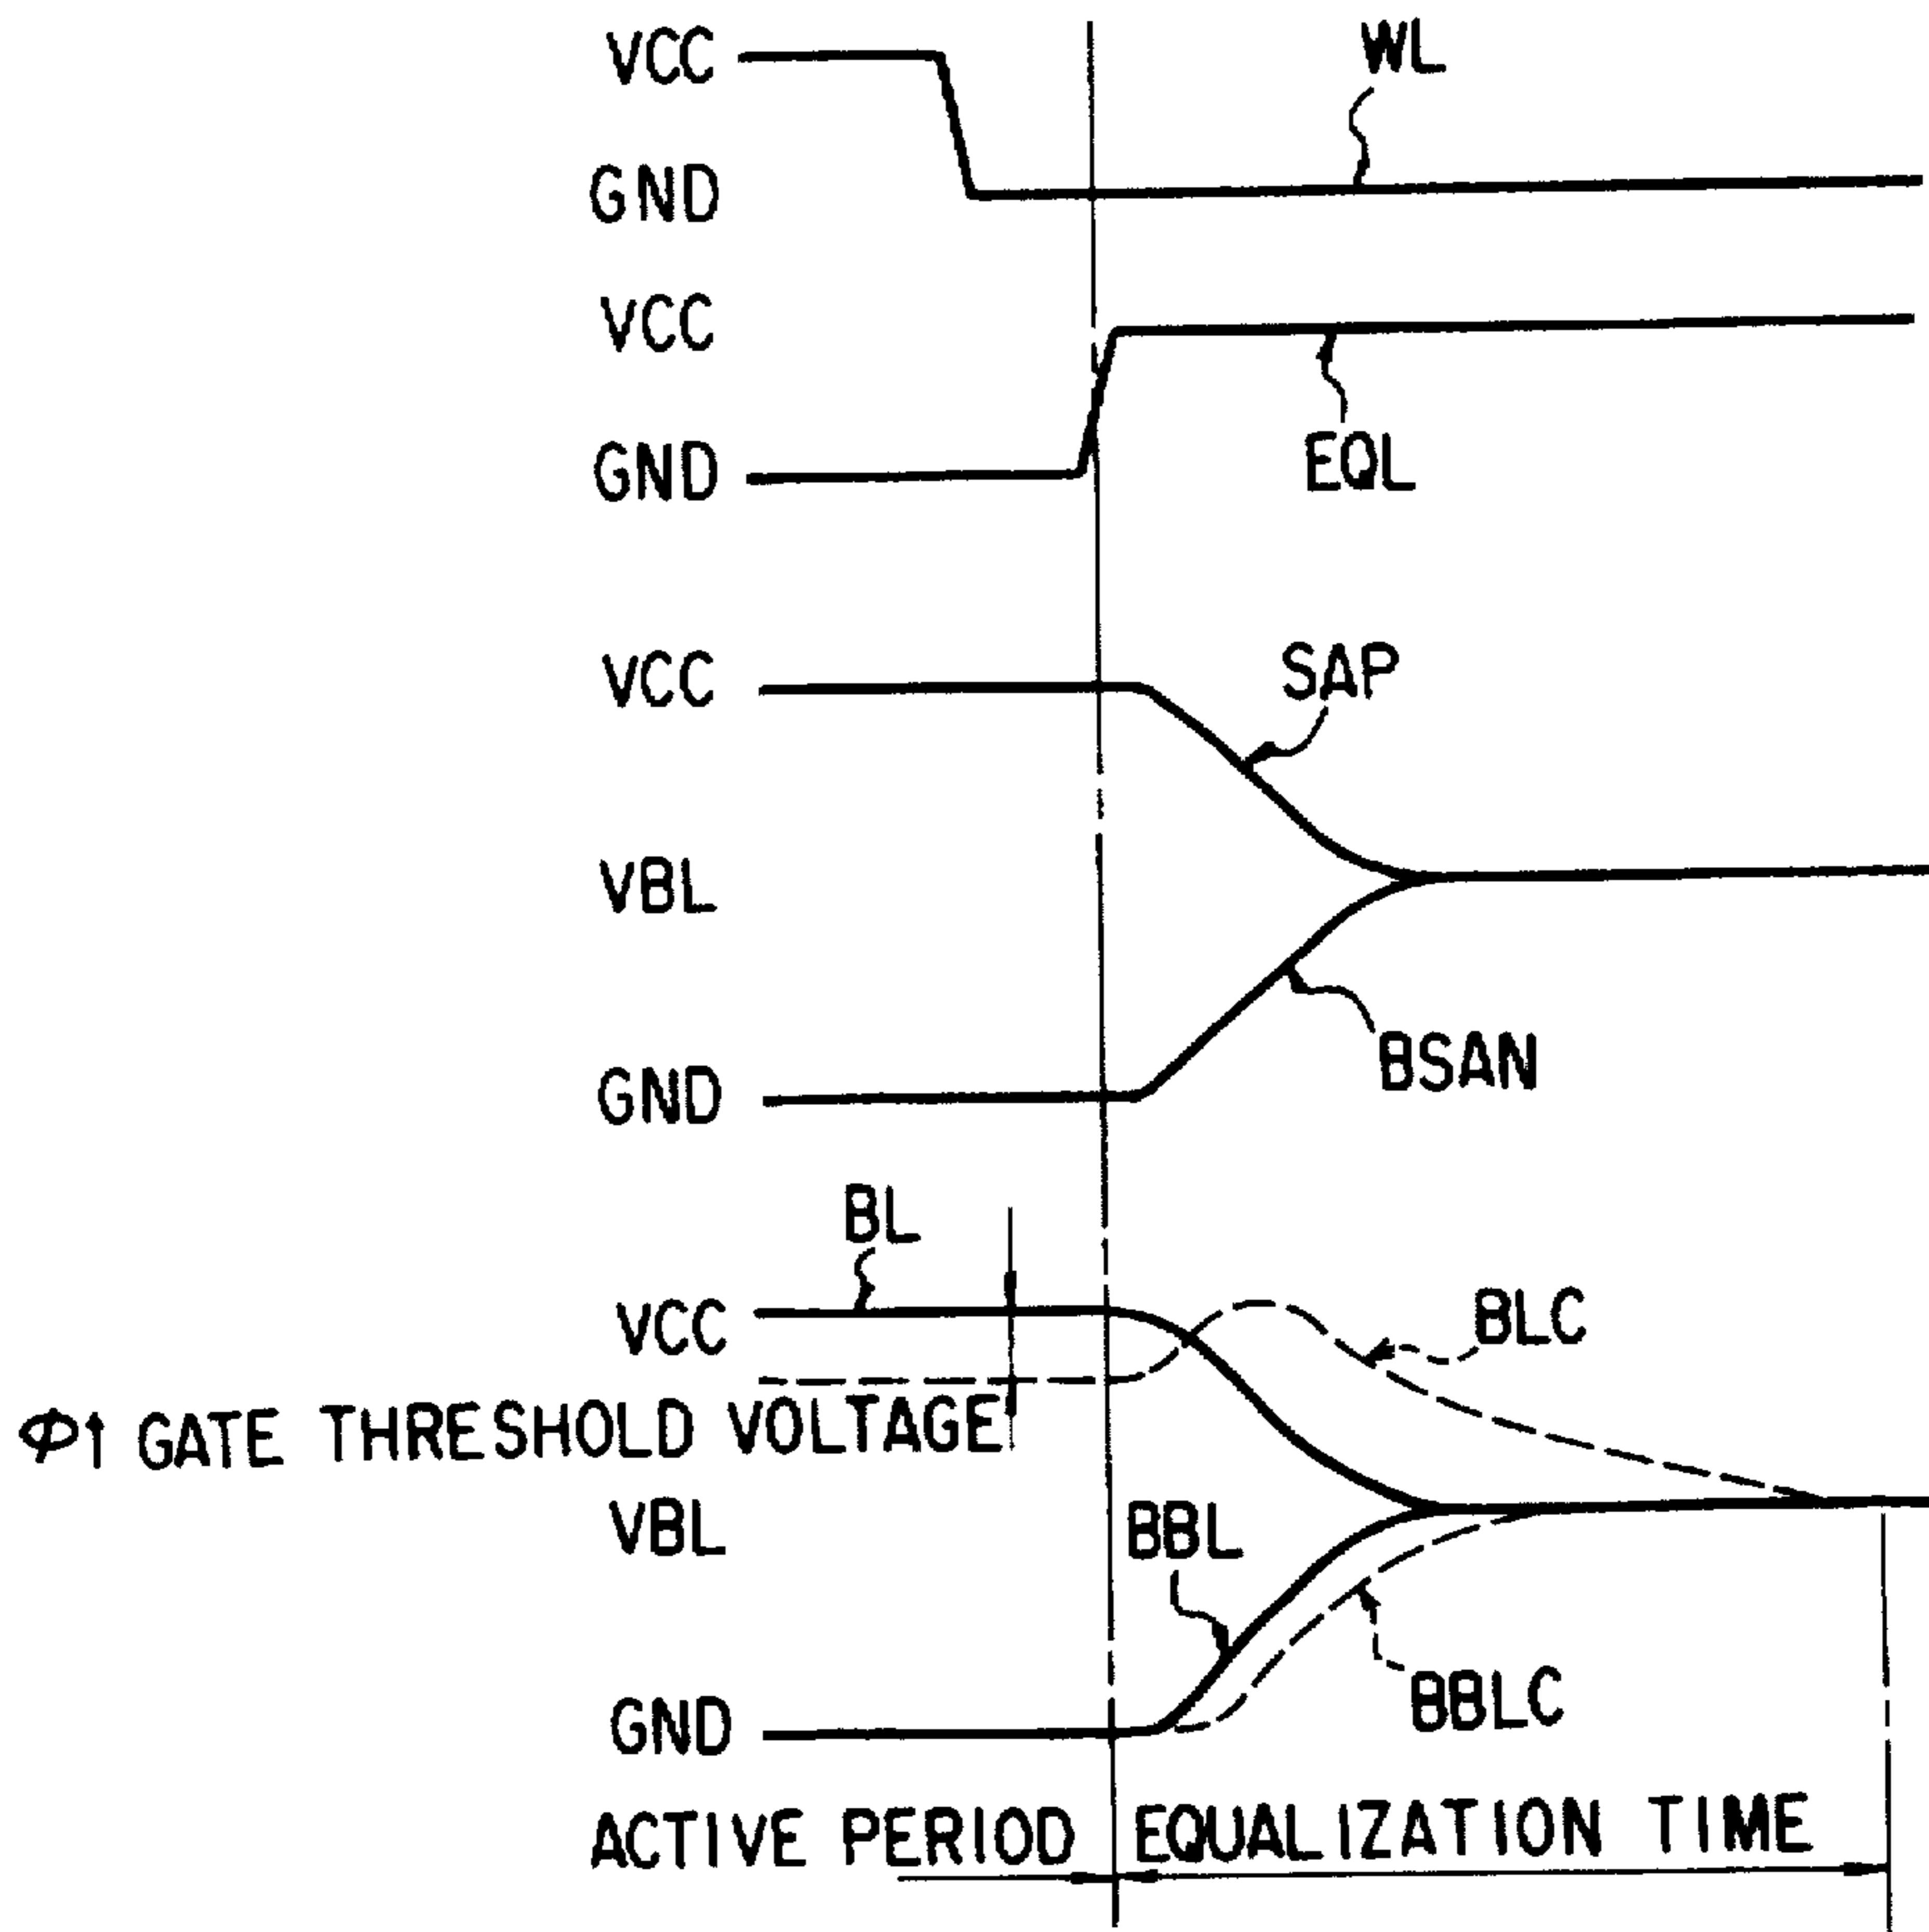 VCC
WL
GND
VCC
GND
EQL
VCC
SAP
VBL
BSAN
GND
BL
VCC
BLC
Φ1 GATE THRESHOLD VOLTAGE
VBL
BBL
GND
BBLC
ACTIVE PERIOD
EQUALIZATION TIME